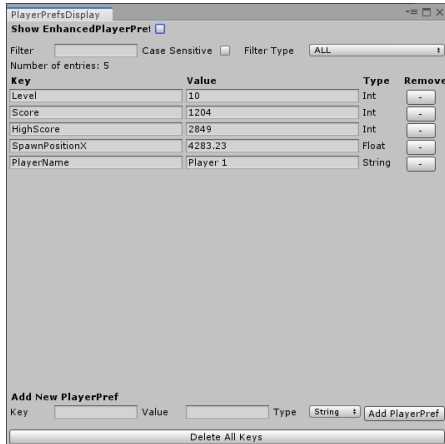 PlayerPrefsDisplay
Show EnhancedPlayerPref
Filter Case Sensitive Filter Type ALL
Number of entries: 5
Key Value Type Remove
Level 10 Int -
Score 1204 Int -
HighScore 2849 Int -
SpawnPositionX 4283.23 Float -
PlayerName Player 1 String -
Add New PlayerPref
Key Value Type String Add PlayerPref
Delete All Keys